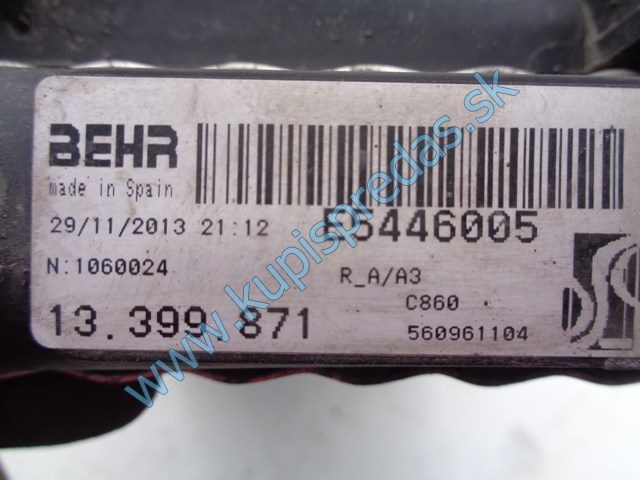 BEHR
made in Spain
29/11/2013 21:12
N:1060024
R_A/A3
C860
13.399.871
560961104
www.kupispredas.sk